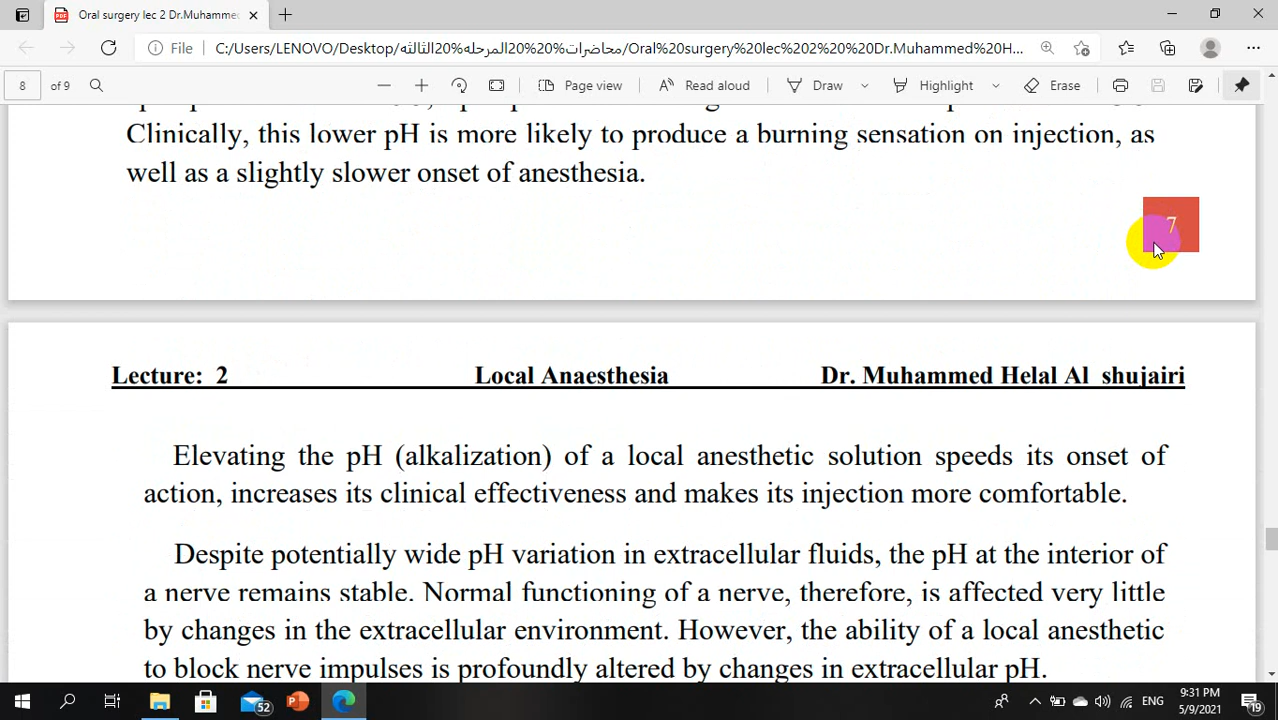 Oral surgery lec 2 Dr.Muhammed
File C:/Users/LENOVO/Desktop/محاضرات%20%20المرحله%20الثالثه/Oral%20surgery%20lec%202%20%20Dr.Muhammed%20H...
8 of 9 Page view Read aloud Draw Highlight Erase
Clinically, this lower pH is more likely to produce a burning sensation on injection, as
well as a slightly slower onset of anesthesia.
7
Lecture: 2 Local Anaesthesia Dr. Muhammed Helal Al shujairi
Elevating the pH (alkalization) of a local anesthetic solution speeds its onset of
action, increases its clinical effectiveness and makes its injection more comfortable.
Despite potentially wide pH variation in extracellular fluids, the pH at the interior of
a nerve remains stable. Normal functioning of a nerve, therefore, is affected very little
by changes in the extracellular environment. However, the ability of a local anesthetic
to block nerve impulses is profoundly altered by changes in extracellular pH.
52 ENG 9:31 PM
5/9/2021 19